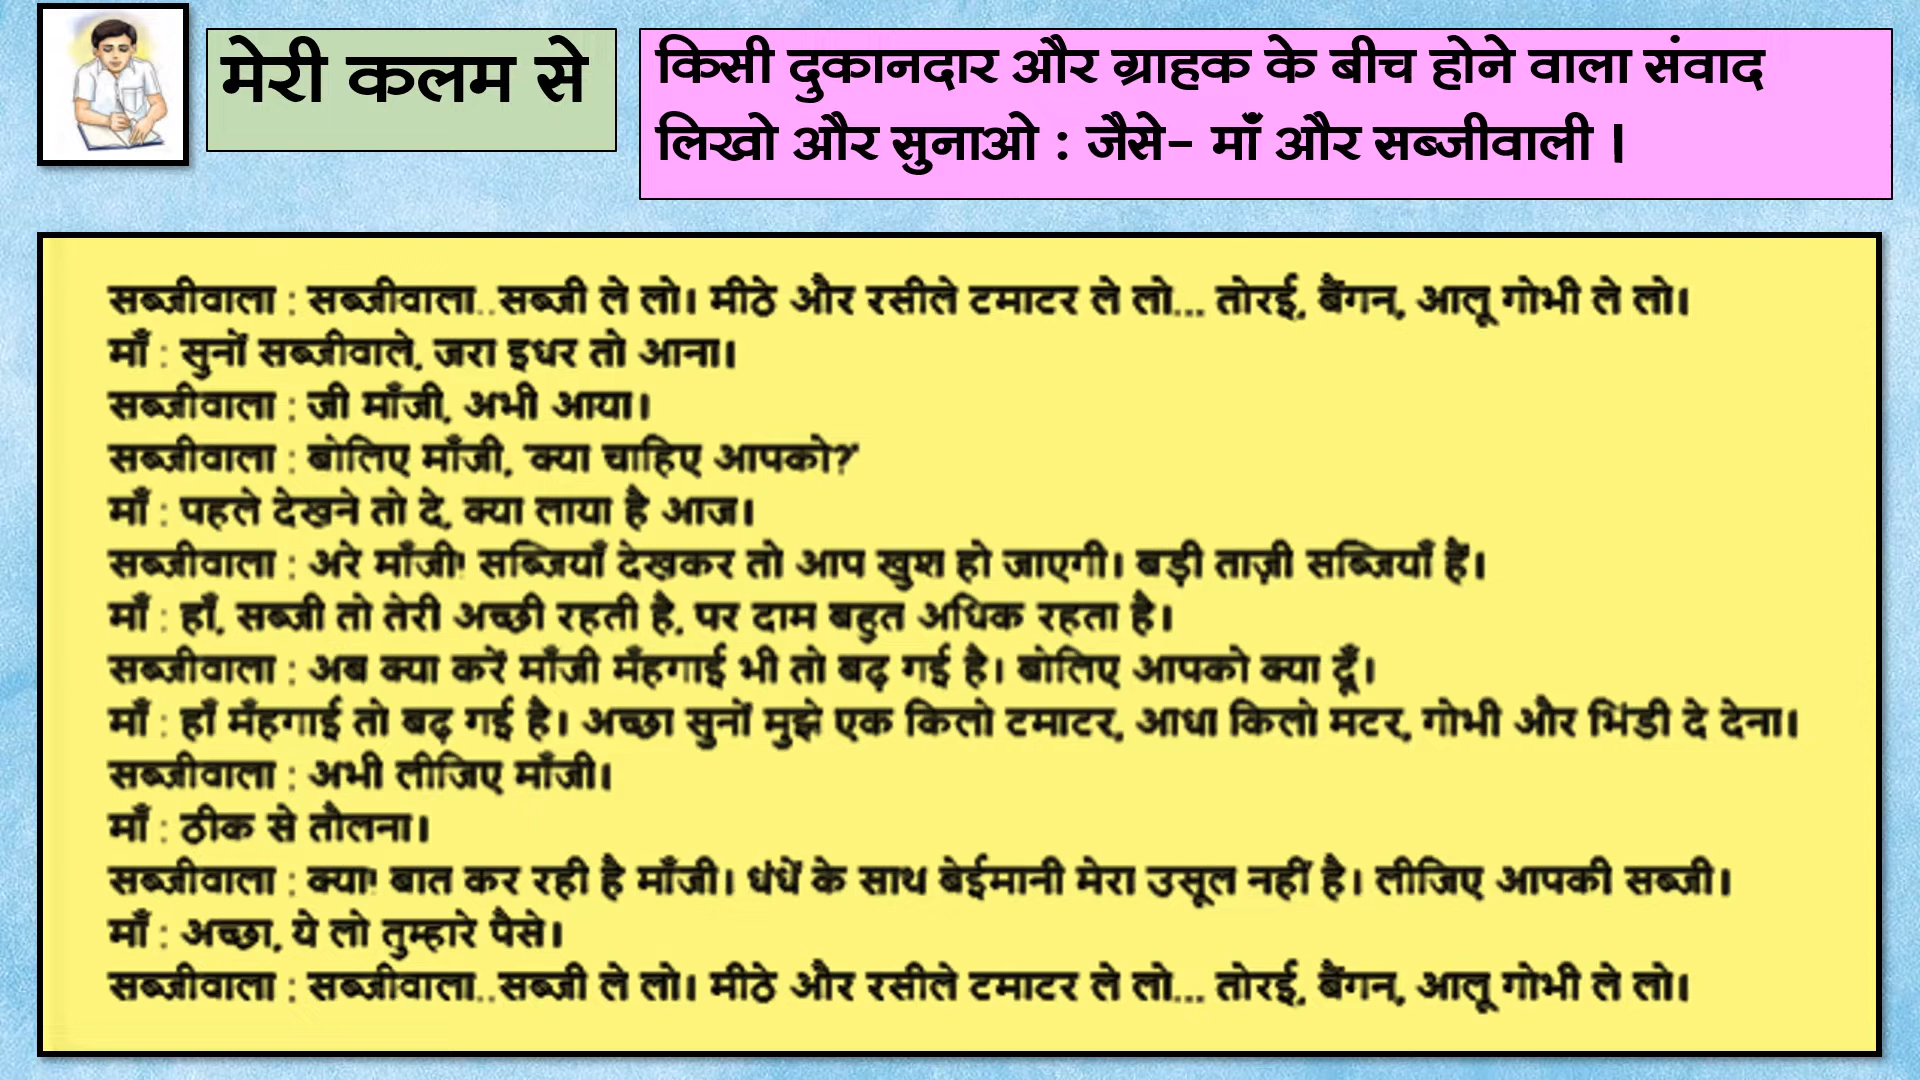 मेरी कलम से
किसी दुकानदार और ग्राहक के बीच होने वाला संवाद
लिखो और सुनाओ : जैसे- माँ और सब्जीवाली ।
सब्जीवाला : सब्जीवाला..सब्जी ले लो। मीठे और रसीले टमाटर ले लो... तोरई, बैंगन, आलू गोभी ले लो।
माँ : सुनों सब्जीवाले, जरा इधर तो आना।
सब्जीवाला : जी माँजी, अभी आया।
सब्जीवाला : बोलिए माँजी, 'क्या चाहिए आपको?'
माँ : पहले देखने तो दे, क्या लाया है आज।
सब्जीवाला : अरे माँजी! सब्जियाँ देखकर तो आप खुश हो जाएगी। बड़ी ताज़ी सब्जियाँ हैं।
माँ : हाँ, सब्जी तो तेरी अच्छी रहती है, पर दाम बहुत अधिक रहता है।
सब्जीवाला : अब क्या करें माँजी मँहगाई भी तो बढ़ गई है। बोलिए आपको क्या दूँ।
माँ : हाँ मँहगाई तो बढ़ गई है। अच्छा सुनों मुझे एक किलो टमाटर, आधा किलो मटर, गोभी और भिंडी दे देना।
सब्जीवाला : अभी लीजिए माँजी।
माँ : ठीक से तौलना।
सब्जीवाला : क्या! बात कर रही है माँजी। धंधें के साथ बेईमानी मेरा उसूल नहीं है। लीजिए आपकी सब्जी।
माँ : अच्छा, ये लो तुम्हारे पैसे।
सब्जीवाला : सब्जीवाला..सब्जी ले लो। मीठे और रसीले टमाटर ले लो... तोरई, बैंगन, आलू गोभी ले लो।